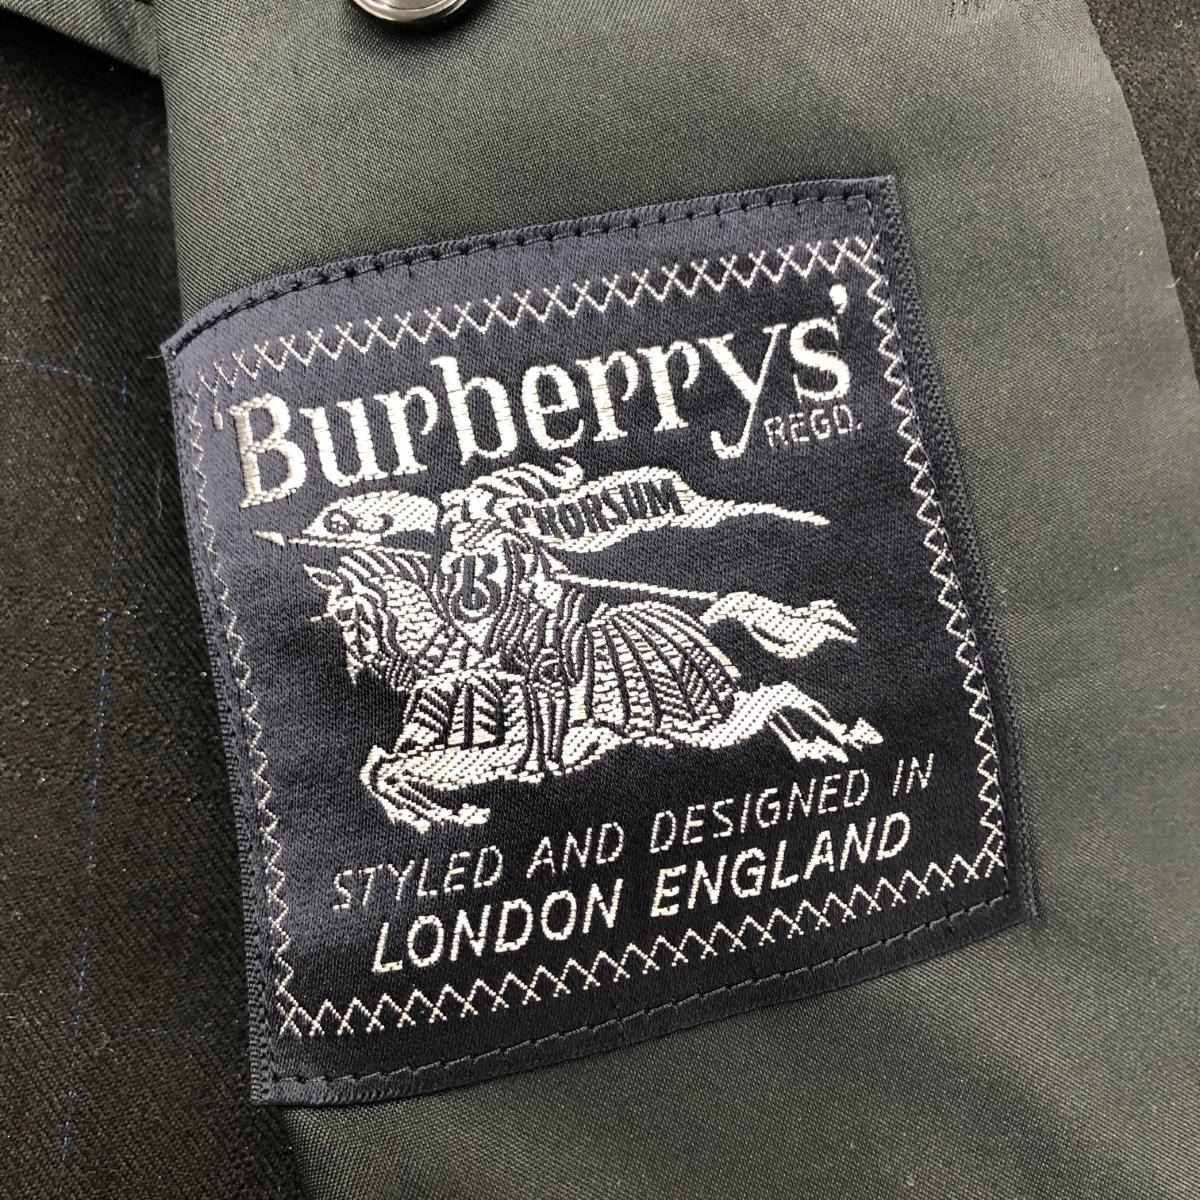 'Burberrys'
REGD.
PRORSUM
STYLED AND DESIGNED IN
LONDON ENGLAND